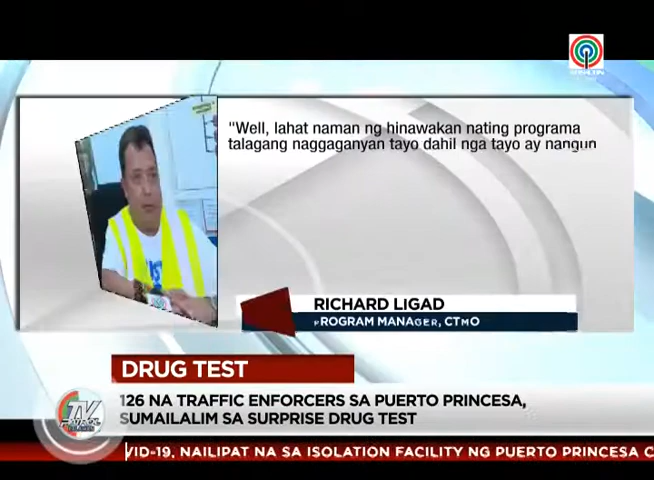 "Well, lahat naman ng hinawakan nating programa
talagang naggaganyan tayo dahil nga tayo ay nangun
RICHARD LIGAD
PROGRAM MANAGER, CTMO
DRUG TEST
126 NA TRAFFIC ENFORCERS SA PUERTO PRINCESA,
SUMAILALIM SA SURPRISE DRUG TEST
TV
PATROL
VID-19, NAILIPAT NA SA ISOLATION FACILITY NG PUERTO PRINCESA C